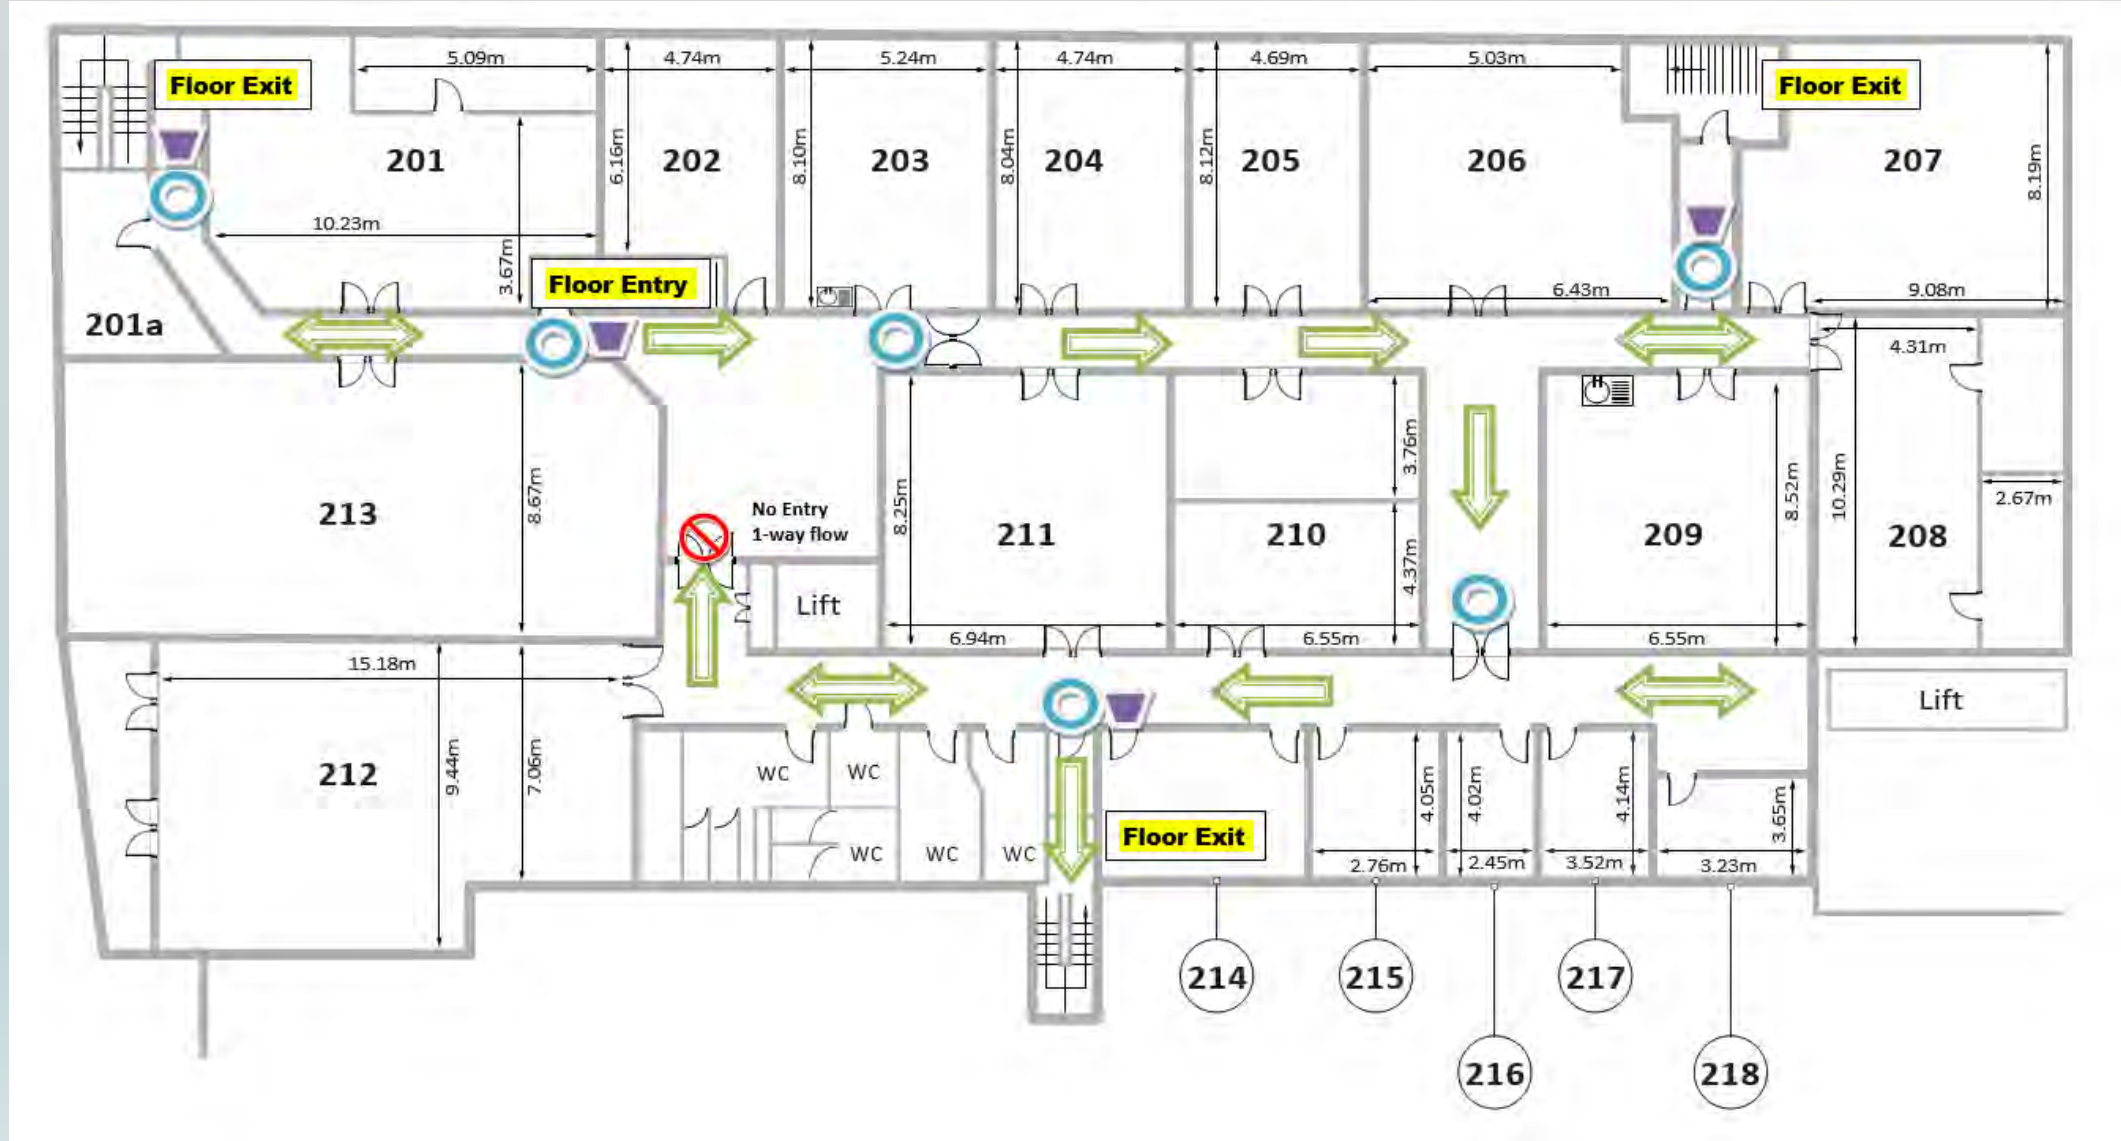 5.09m
4.74m
5.24m
4.74m
4.69m
5.03m
Floor Exit
Floor Exit
6.16m
8.10m
8.04m
8.12m
8.19m
201
202
203
204
205
206
207
10.23m
3.67m
Floor Entry
6.43m
9.08m
201a
4.31m
8.67m
8.25m
3.76m
8.52m
10.29m
2.67m
213
No Entry
1-way flow
211
210
209
208
4.37m
Lift
6.94m
6.55m
6.55m
15.18m
Lift
212
9.44m
7.06m
WC
WC
4.05m
4.02m
4.14m
3.65m
Floor Exit
WC
WC
WC
2.76m
2.45m
3.52m
3.23m
214
215
217
216
218